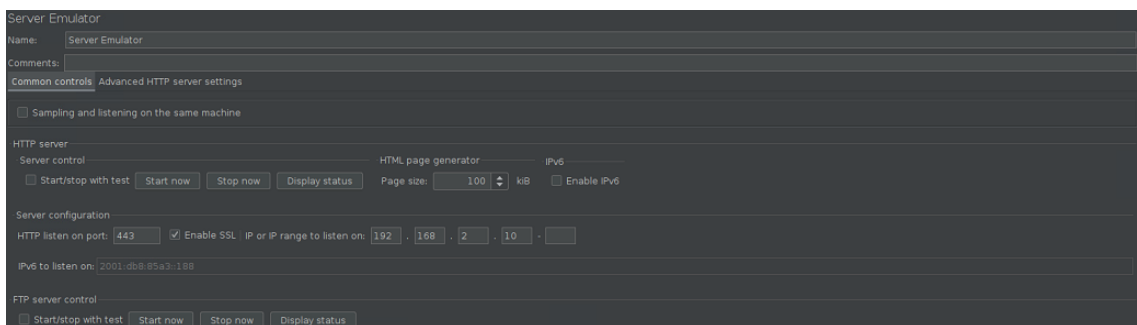 Server Emulator
Name: Server Emulator
Comments:
Common controls Advanced HTTP server settings
Sampling and listening on the same machine
HTTP server
Server control HTML page generator IPv6
Start/stop with test Start now Stop now Display status Page size: 100 kiB Enable IPv6
Server configuration
HTTP listen on port: 443 Enable SSL IP or IP range to listen on: 192 . 168 . 2 . 10 -
IPv6 to listen on: 2001:db8:85a3::188
FTP server control
Start/stop with test Start now Stop now Display status